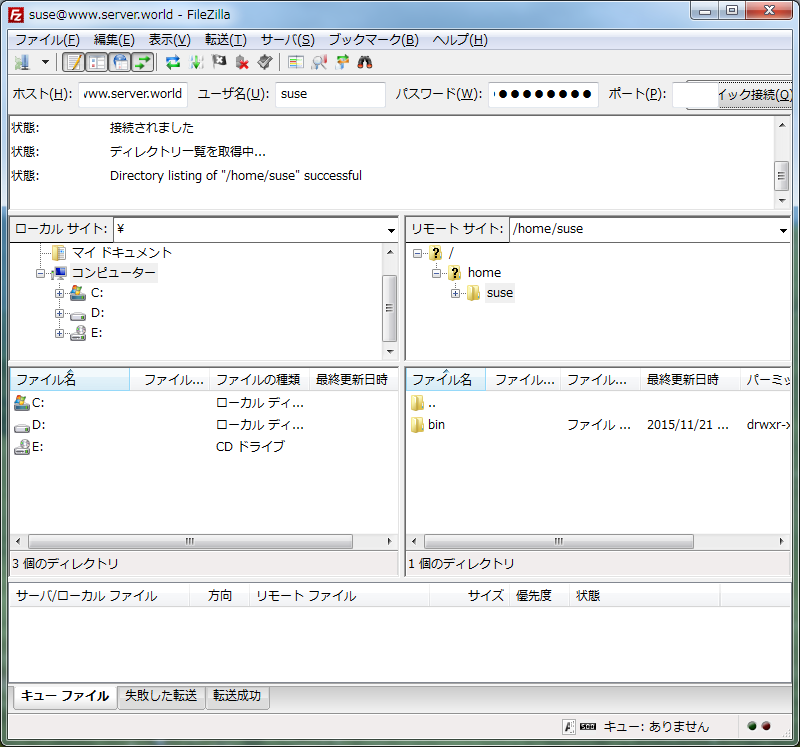 suse@www.server.world - FileZilla
ファイル(F) 編集(E) 表示(V) 転送(T) サーバ(S) ブックマーク(B) ヘルプ(H)
ホスト(H): www.server.world ユーザ名(U): suse パスワード(W): ●●●●●●●● ポート(P): イック接続(Q)
状態: 接続されました
状態: ディレクトリ一覧を取得中...
状態: Directory listing of "/home/suse" successful
ローカル サイト: ¥
マイ ドキュメント
コンピューター
C:
D:
E:
リモート サイト: /home/suse
/
home
suse
ファイル名 ファイル... ファイルの種類 最終更新日時
C: ローカル ディ...
D: ローカル ディ...
E: CD ドライブ
3 個のディレクトリ
ファイル名 ファイル... ファイル... 最終更新日時 パーミッ
..
bin ファイル ... 2015/11/21 ... drwxr-x
1 個のディレクトリ
サーバ/ローカル ファイル 方向 リモート ファイル サイズ 優先度 状態
キュー ファイル 失敗した転送 転送成功
キュー: ありません